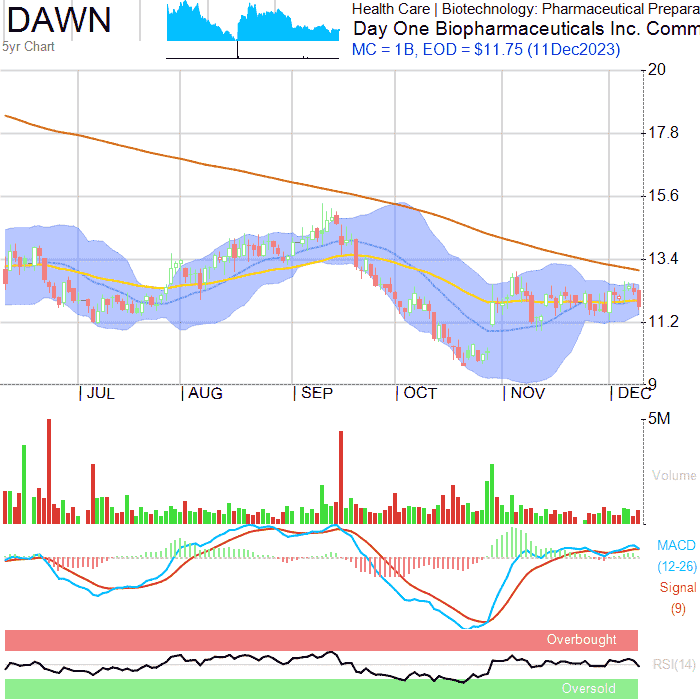 DAWN
5yr Chart
Health Care | Biotechnology: Pharmaceutical Prepara
Day One Biopharmaceuticals Inc. Comm
MC = 1B, EOD = $11.75 (11Dec2023)
20
17.8
15.6
13.4
11.2
9
| JUL | AUG | SEP | OCT | NOV | DEC
5M
Volume
MACD
(12-26)
Signal
(9)
Overbought
RSI(14)
Oversold